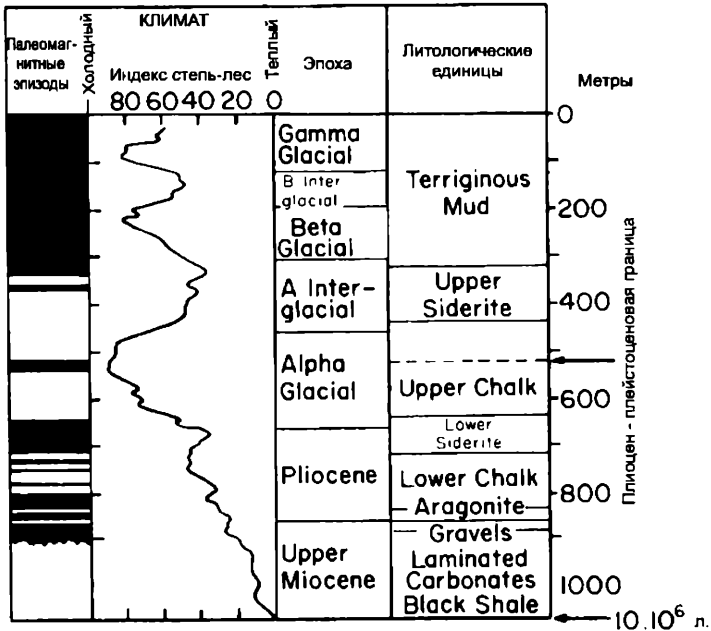 Палеомаг-
нитные
эпизоды
Холодный
КЛИМАТ
Индекс степь-лес
80 60 40 20 0
Теплый
Эпоха
Литологические
единицы
Метры
Gamma
Glacial
B Inter
glacial
Beta
Glacial
A Inter-
glacial
Alpha
Glacial
Pliocene
Upper
Miocene
Terriginous
Mud
Upper
Siderite
Upper Chalk
Lower
Siderite
Lower Chalk
Aragonite
Gravels
Laminated
Carbonates
Black Shale
0
200
400
600
800
1000
10.10⁶ л.
Плиоцен - плейстоценовая граница